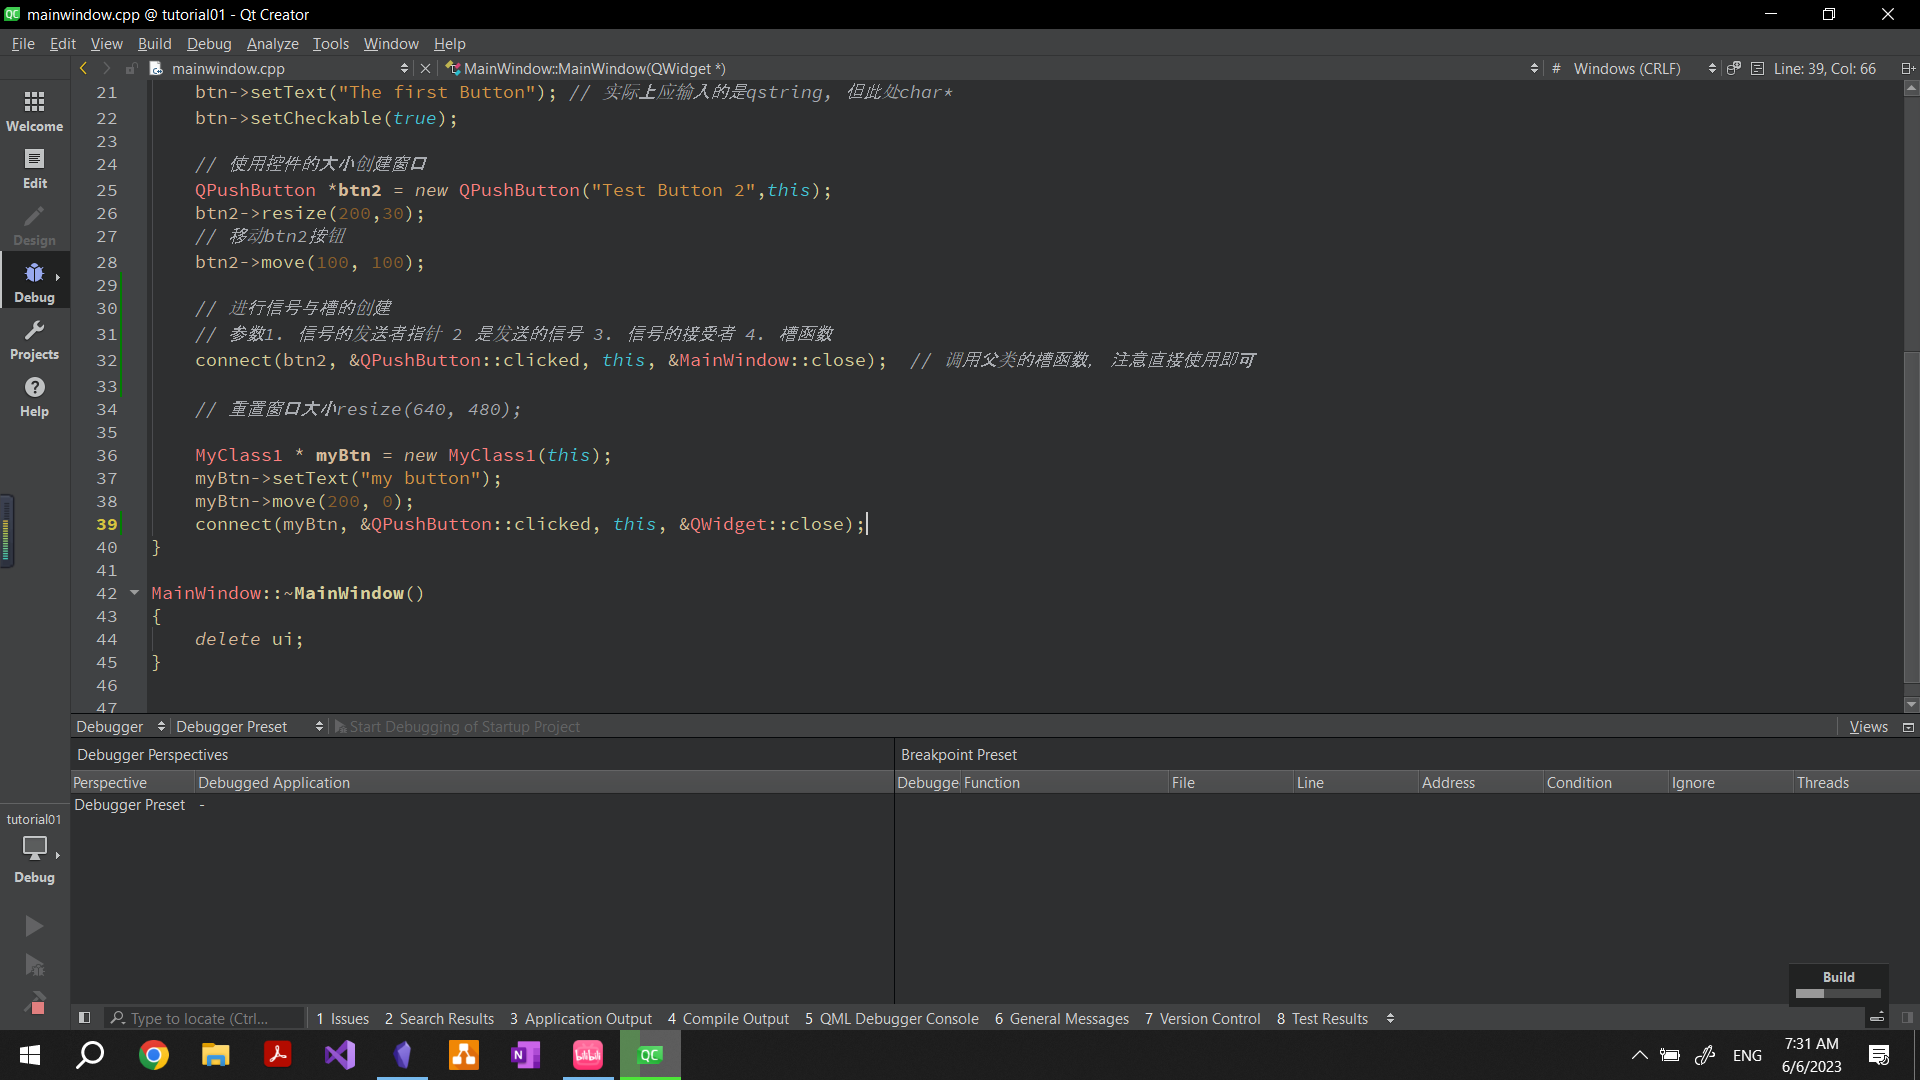 mainwindow.cpp @ tutorial01 - Qt Creator
File Edit View Build Debug Analyze Tools Window Help
mainwindow.cpp MainWindow::MainWindow(QWidget *) # Windows (CRLF) Line: 39, Col: 66
Welcome
Edit
Design
Debug
Projects
Help
21 btn->setText("The first Button"); // 实际上应输入的是qstring, 但此处char*
22 btn->setCheckable(true);
23
24 // 使用控件的大小创建窗口
25 QPushButton *btn2 = new QPushButton("Test Button 2",this);
26 btn2->resize(200,30);
27 // 移动btn2按钮
28 btn2->move(100, 100);
29
30 // 进行信号与槽的创建
31 // 参数1. 信号的发送者指针 2 是发送的信号 3. 信号的接受者 4. 槽函数
32 connect(btn2, &QPushButton::clicked, this, &MainWindow::close); // 调用父类的槽函数, 注意直接使用即可
33
34 // 重置窗口大小resize(640, 480);
35
36 MyClass1 * myBtn = new MyClass1(this);
37 myBtn->setText("my button");
38 myBtn->move(200, 0);
39 connect(myBtn, &QPushButton::clicked, this, &QWidget::close);
40 }
41
42 MainWindow::~MainWindow()
43 {
44 delete ui;
45 }
46
47
Debugger Debugger Preset Start Debugging of Startup Project Views
Debugger Perspectives
Perspective Debugged Application
Debugger Preset -
Breakpoint Preset
Debugge Function File Line Address Condition Ignore Threads
tutorial01
Debug
Build
Type to locate (Ctrl... 1 Issues 2 Search Results 3 Application Output 4 Compile Output 5 QML Debugger Console 6 General Messages 7 Version Control 8 Test Results
bilibili
QC
ENG
7:31 AM
6/6/2023